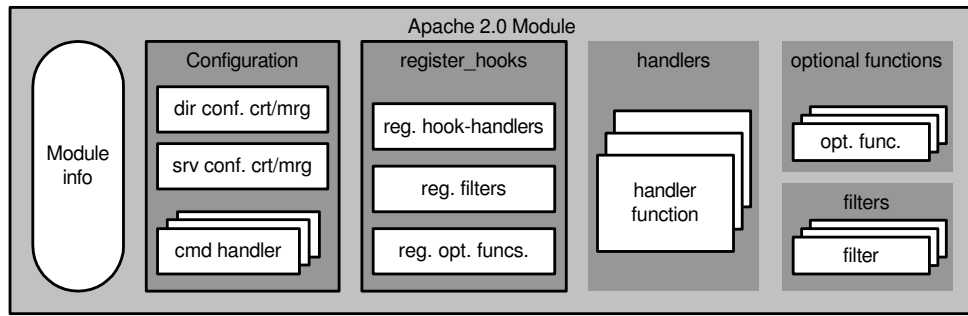 Apache 2.0 Module
Module
info
Configuration
dir conf. crt/mrg
srv conf. crt/mrg
cmd handler
register_hooks
reg. hook-handlers
reg. filters
reg. opt. funcs.
handlers
handler
function
optional functions
opt. func.
filters
filter